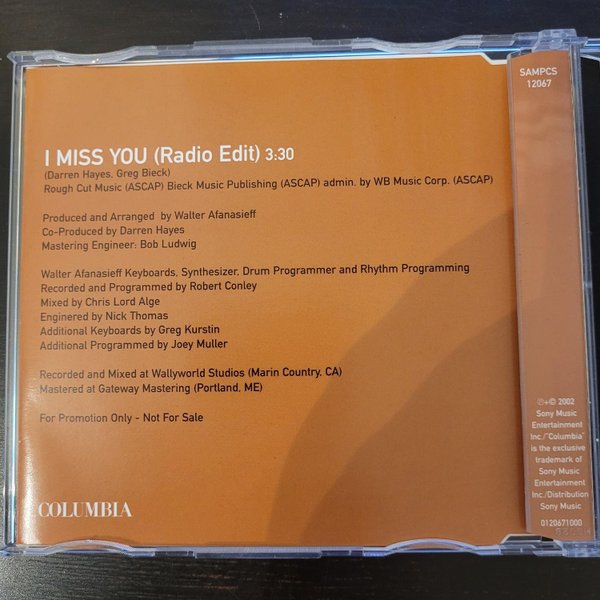 I MISS YOU (Radio Edit) 3:30
(Darren Hayes, Greg Bieck)
Rough Cut Music (ASCAP) Bieck Music Publishing (ASCAP) admin. by WB Music Corp. (ASCAP)
Produced and Arranged by Walter Afanasieff
Co-Produced by Darren Hayes
Mastering Engineer: Bob Ludwig
Walter Afanasieff Keyboards, Synthesizer, Drum Programmer and Rhythm Programming
Recorded and Programmed by Robert Conley
Mixed by Chris Lord Alge
Enginered by Nick Thomas
Additional Keyboards by Greg Kurstin
Additional Programmed by Joey Muller
Recorded and Mixed at Wallyworld Studios (Marin Country, CA)
Mastered at Gateway Mastering (Portland, ME)
For Promotion Only - Not For Sale
COLUMBIA
SAMPCS
12067
℗+© 2002
Sony Music
Entertainment
Inc./"Columbia"
is the exclusive
trademark of
Sony Music
Entertainment
Inc./Distribution
Sony Music
0120671000